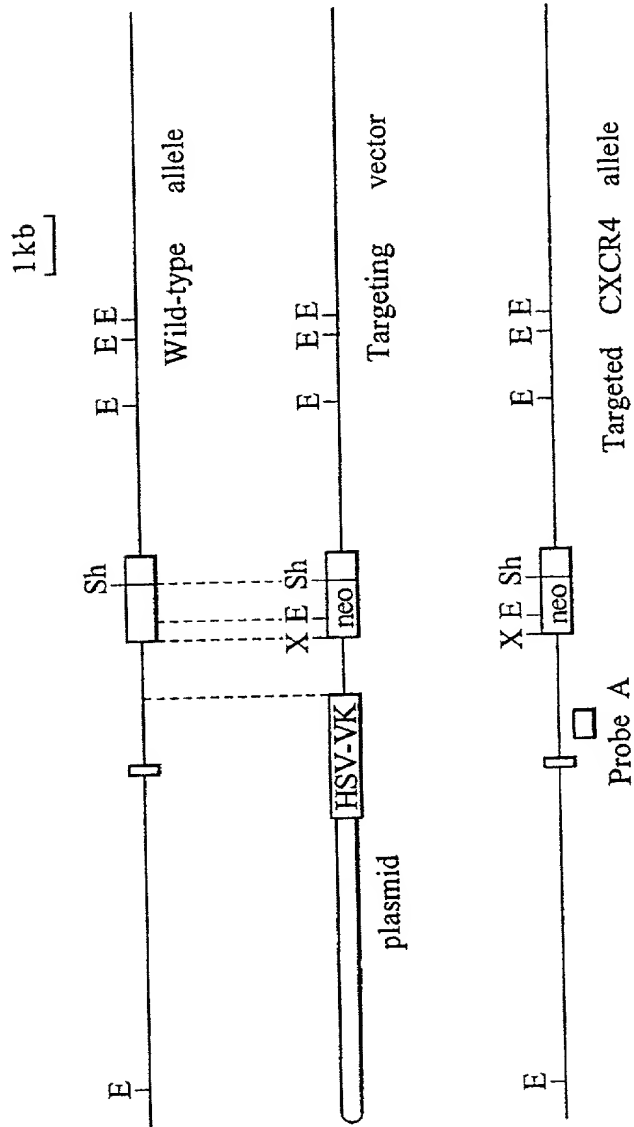 1kb
E
Sh
E
E E
Wild-type allele
HSV-VK
X E Sh
neo
E
E E
plasmid
Targeting vector
E
X E Sh
neo
E
E E
Probe A
Targeted CXCR4 allele